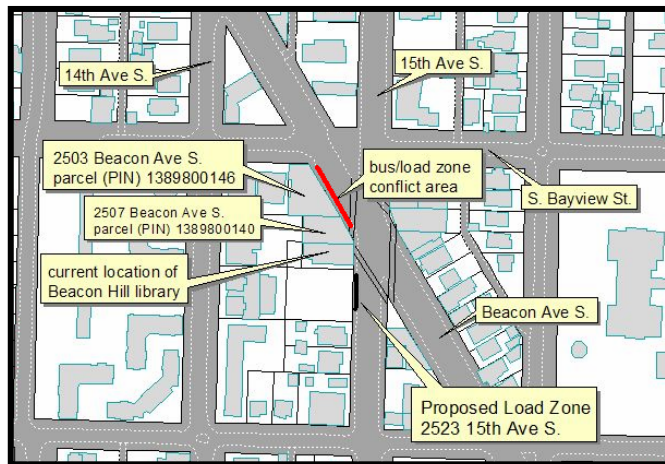 14th Ave S.
15th Ave S.
2503 Beacon Ave S.
parcel (PIN) 1389800146
bus/load zone
conflict area
S. Bayview St.
2507 Beacon Ave S.
parcel (PIN) 1389800140
current location of
Beacon Hill library
Beacon Ave S.
Proposed Load Zone
2523 15th Ave S.